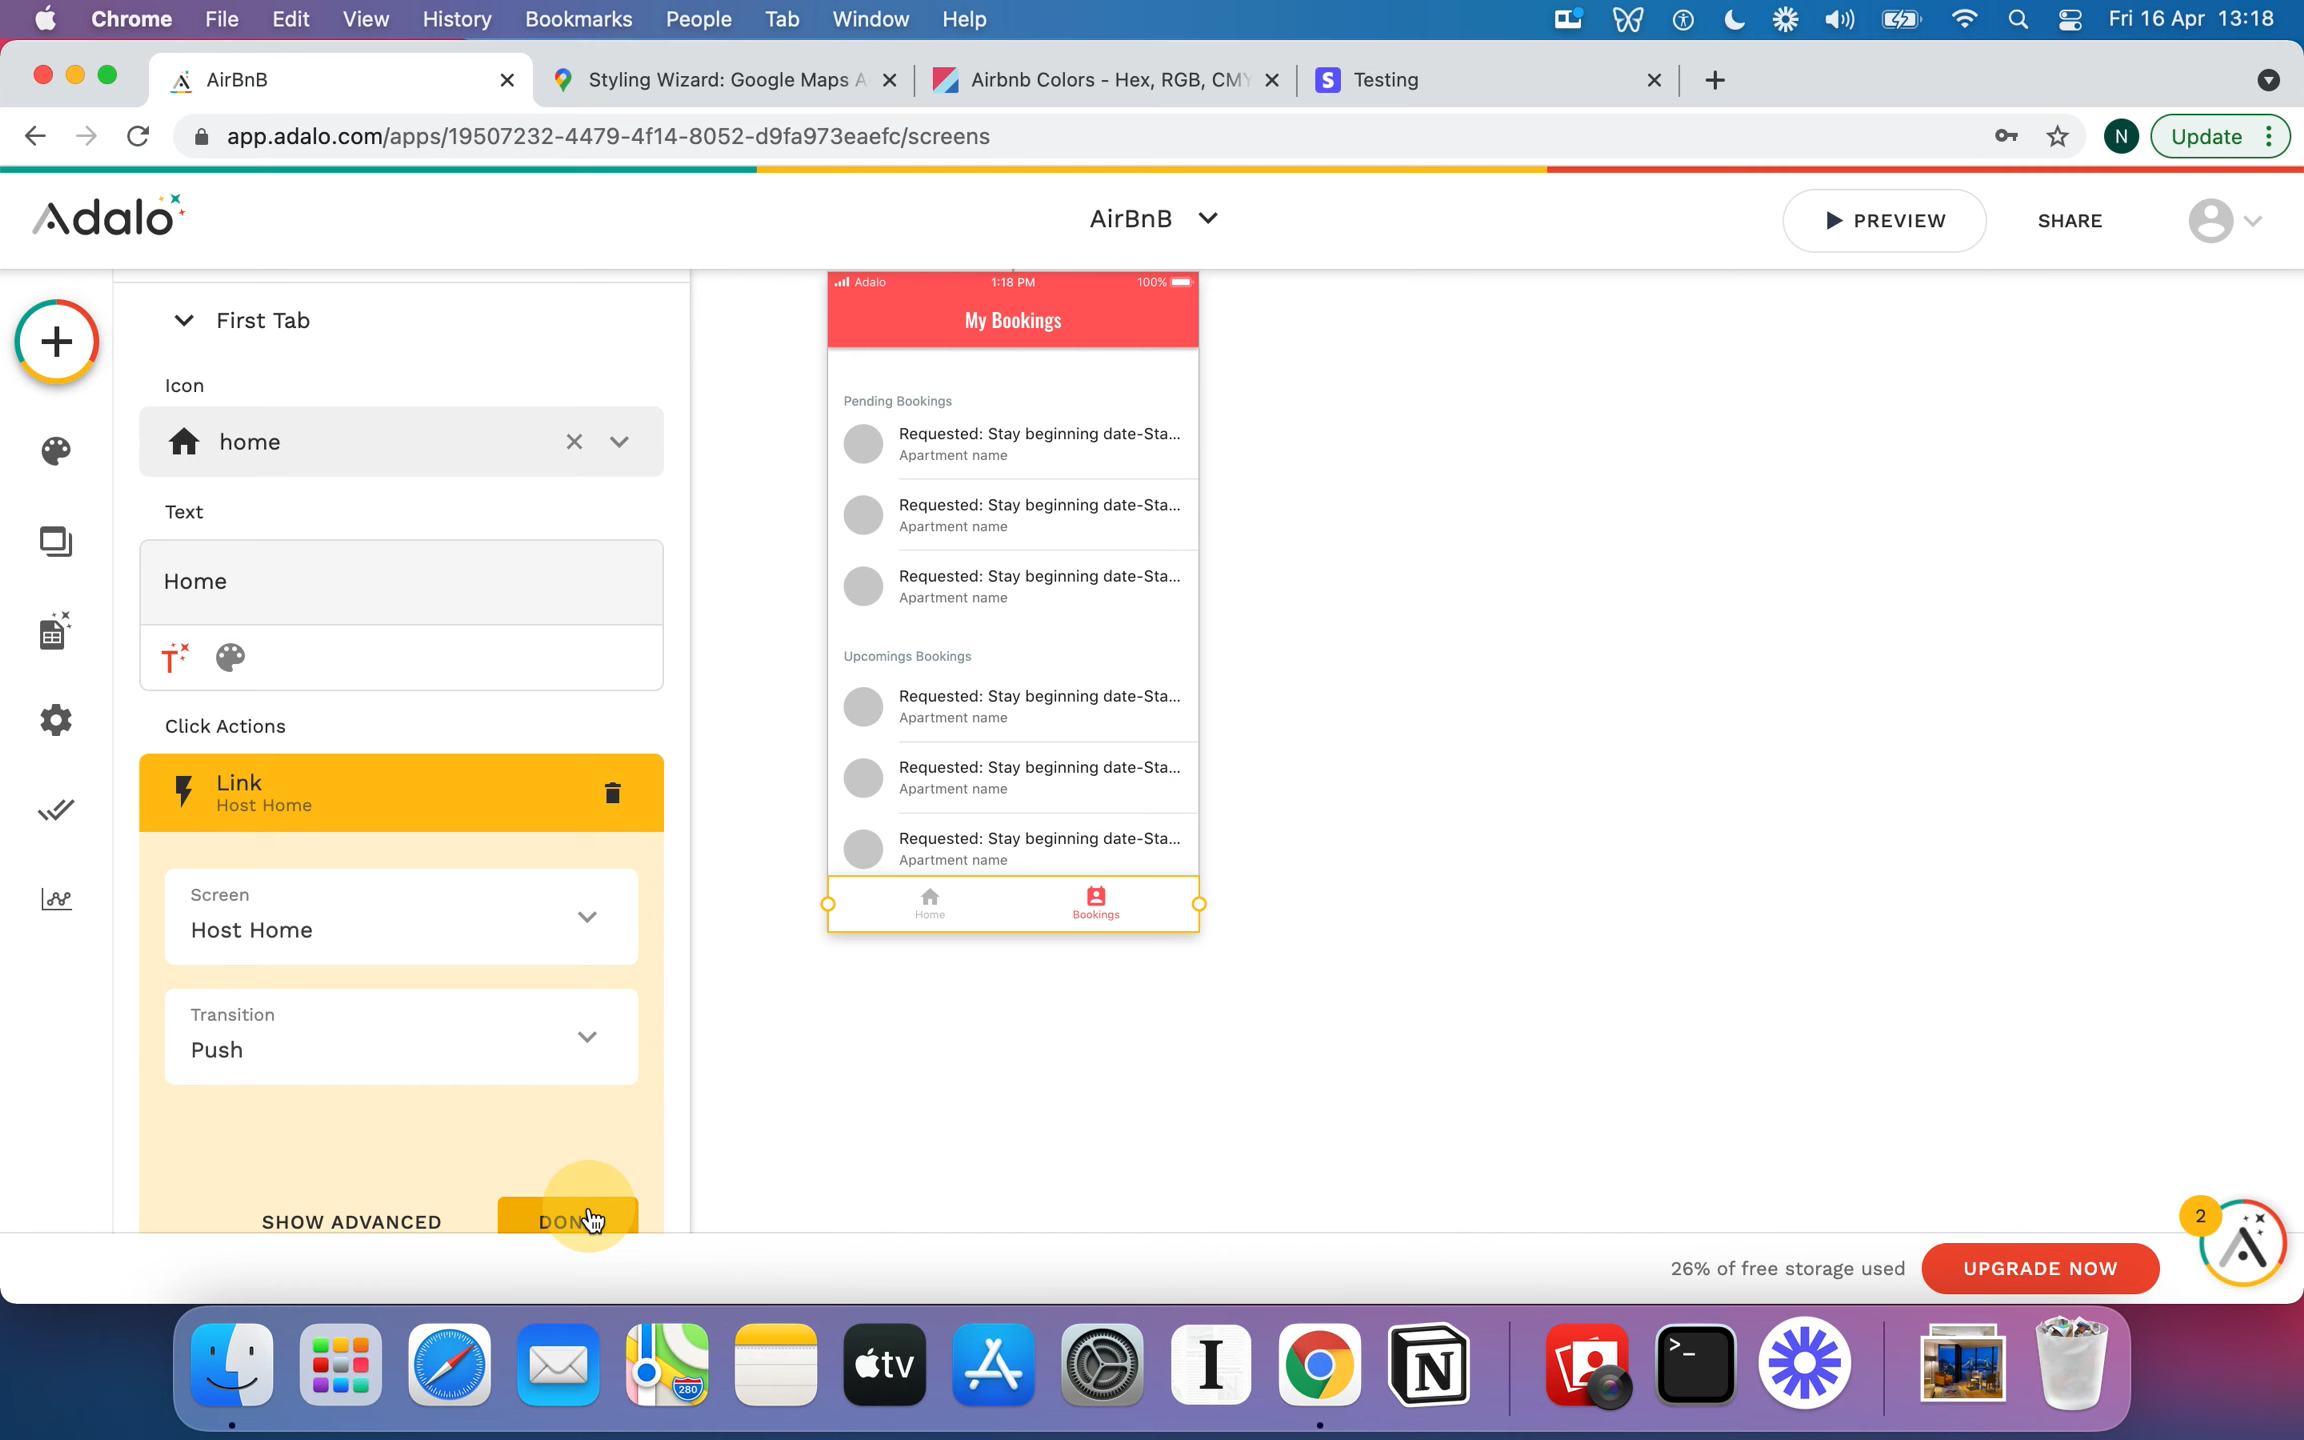 Chrome File Edit View History Bookmarks People Tab Window Help Fri 16 Apr 13:18
AirBnB Styling Wizard: Google Maps A Airbnb Colors - Hex, RGB, CMY S Testing
app.adalo.com/apps/19507232-4479-4f14-8052-d9fa973eaefc/screens N Update
Adalo AirBnB PREVIEW SHARE
First Tab
Icon
home
Text
Home
T
Click Actions
Link
Host Home
Screen
Host Home
Transition
Push
SHOW ADVANCED DON
Adalo 1:18 PM 100%
My Bookings
Pending Bookings
Requested: Stay beginning date-Sta...
Apartment name
Requested: Stay beginning date-Sta...
Apartment name
Requested: Stay beginning date-Sta...
Apartment name
Upcomings Bookings
Requested: Stay beginning date-Sta...
Apartment name
Requested: Stay beginning date-Sta...
Apartment name
Requested: Stay beginning date-Sta...
Apartment name
Home Bookings
2
26% of free storage used UPGRADE NOW
280 tv I N >_